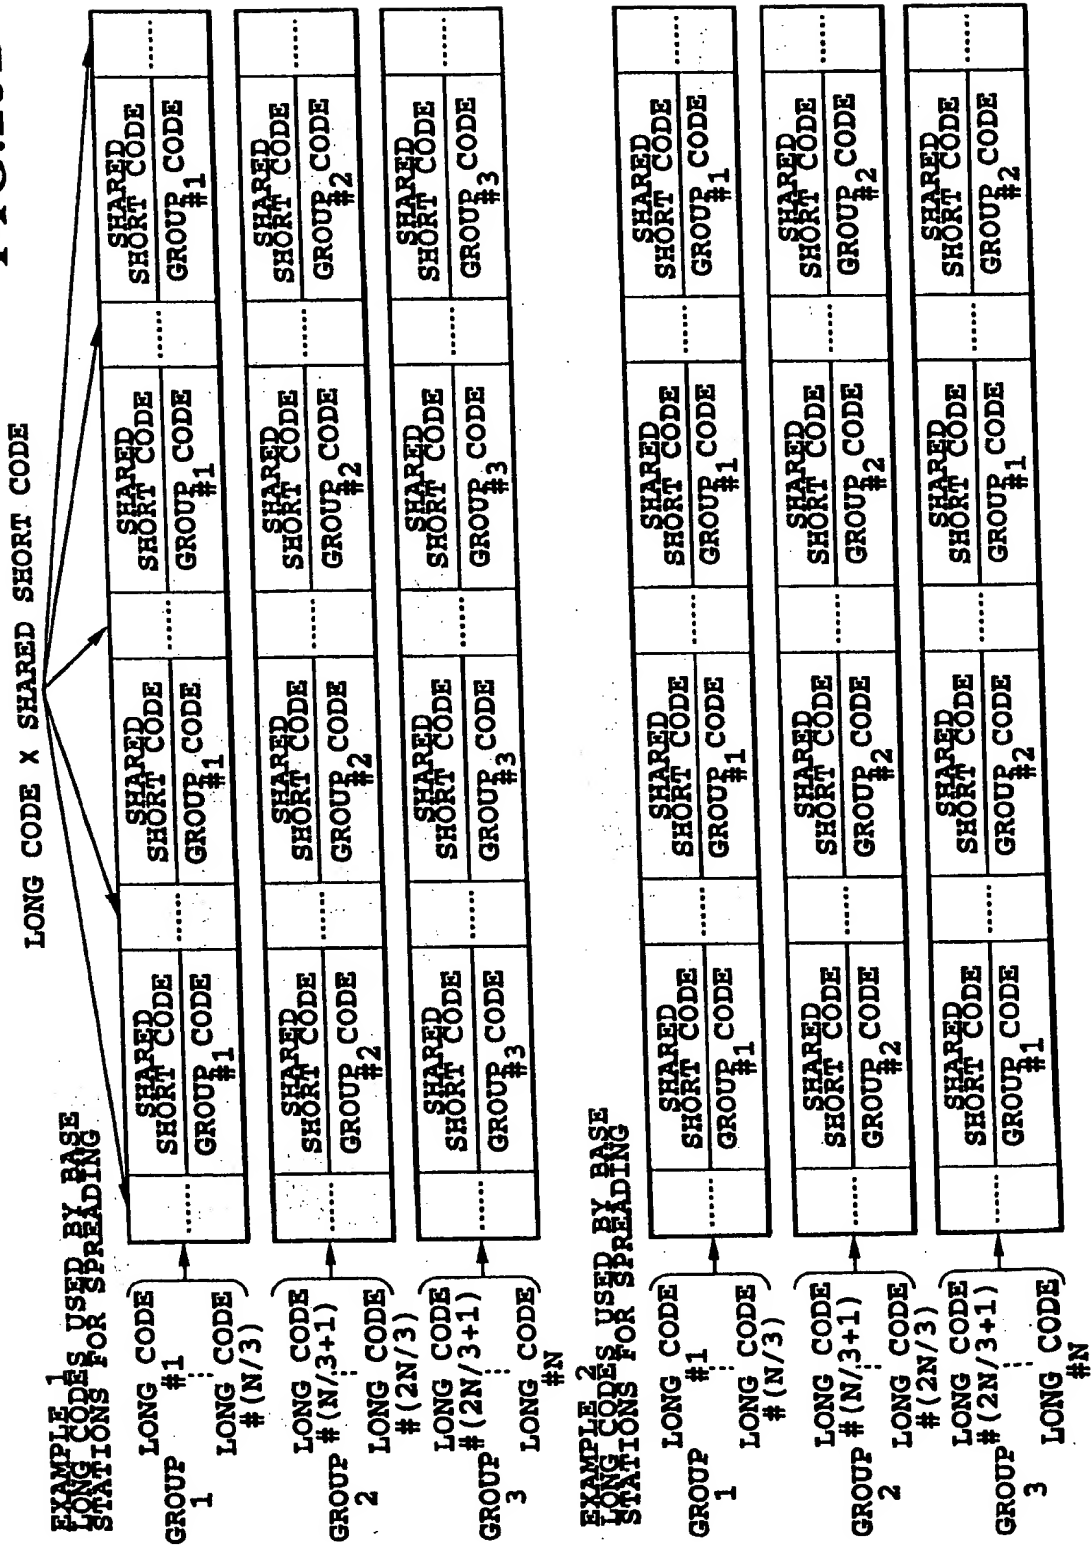 LONG CODE X SHARED SHORT CODE
EXAMPLE 1
LONG CODES USED BY BASE
STATIONS FOR SPREADING
GROUP 1
LONG CODE #1
LONG CODE #(N/3)
......
SHARED SHORT CODE
GROUP CODE #1
......
SHARED SHORT CODE
GROUP CODE #1
......
SHARED SHORT CODE
GROUP CODE #1
......
SHARED SHORT CODE
GROUP CODE #1
......
GROUP 2
LONG CODE #(N/3+1)
LONG CODE #(2N/3)
......
SHARED SHORT CODE
GROUP CODE #2
......
SHARED SHORT CODE
GROUP CODE #2
......
SHARED SHORT CODE
GROUP CODE #2
......
SHARED SHORT CODE
GROUP CODE #2
......
GROUP 3
LONG CODE #(2N/3+1)
LONG CODE #N
......
SHARED SHORT CODE
GROUP CODE #3
......
SHARED SHORT CODE
GROUP CODE #3
......
SHARED SHORT CODE
GROUP CODE #3
......
SHARED SHORT CODE
GROUP CODE #3
......
EXAMPLE 2
LONG CODES USED BY BASE
STATIONS FOR SPREADING
GROUP 1
LONG CODE #1
LONG CODE #(N/3)
......
SHARED SHORT CODE
GROUP CODE #1
......
SHARED SHORT CODE
GROUP CODE #1
......
SHARED SHORT CODE
GROUP CODE #1
......
SHARED SHORT CODE
GROUP CODE #1
......
GROUP 2
LONG CODE #(N/3+1)
LONG CODE #(2N/3)
......
SHARED SHORT CODE
GROUP CODE #2
......
SHARED SHORT CODE
GROUP CODE #2
......
SHARED SHORT CODE
GROUP CODE #2
......
SHARED SHORT CODE
GROUP CODE #2
......
GROUP 3
LONG CODE #(2N/3+1)
LONG CODE #N
......
SHARED SHORT CODE
GROUP CODE #1
......
SHARED SHORT CODE
GROUP CODE #2
......
SHARED SHORT CODE
GROUP CODE #1
......
SHARED SHORT CODE
GROUP CODE #2
......